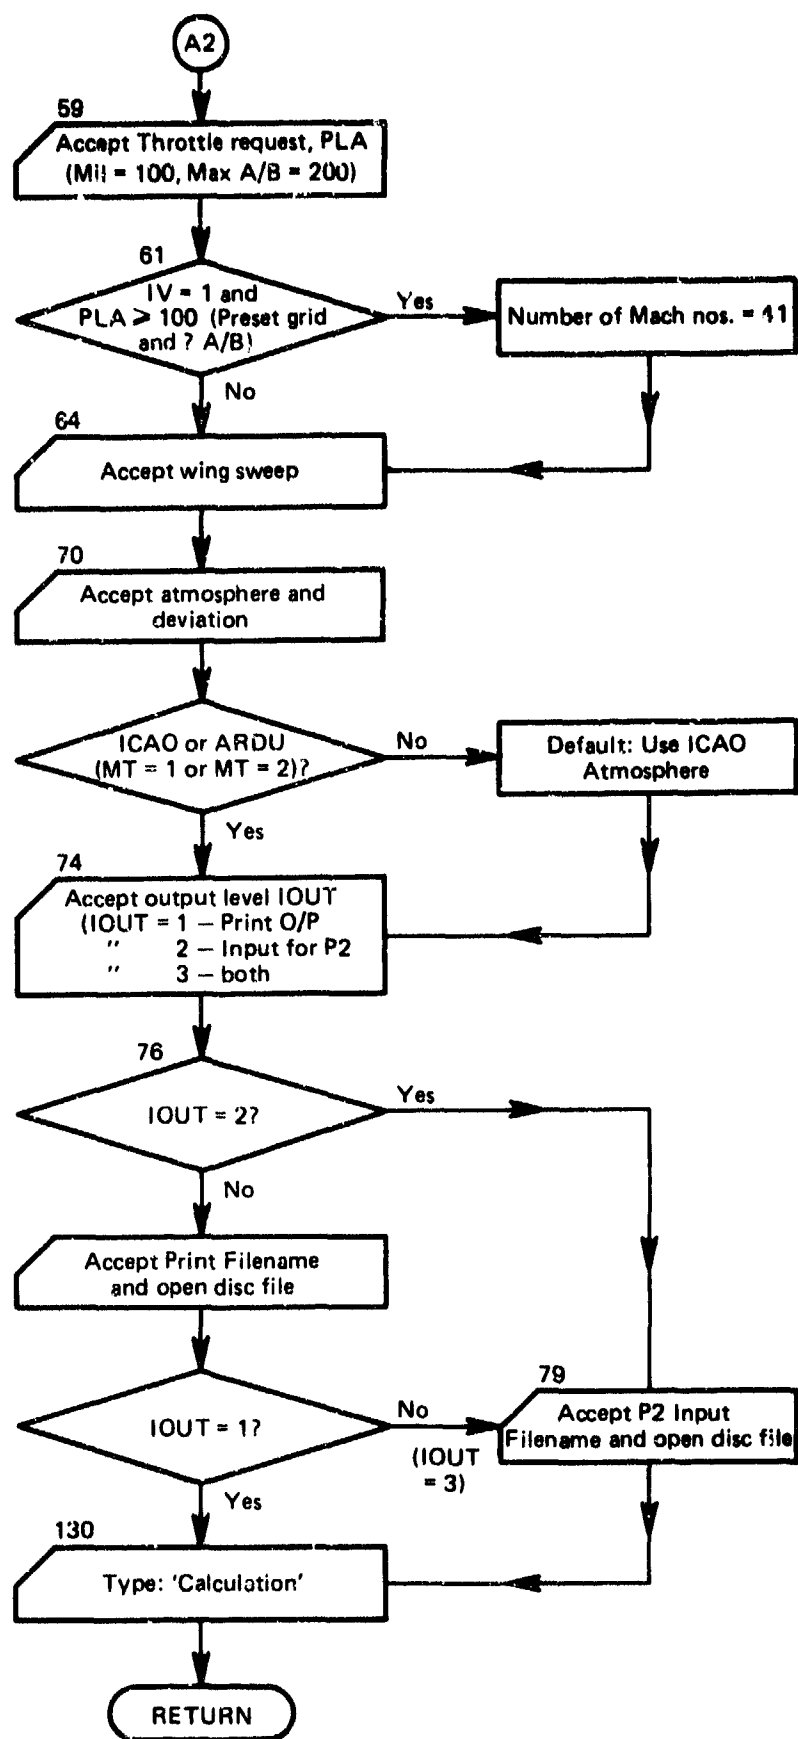 A2
59
Accept Throttle request, PLA
(Mil = 100, Max A/B = 200)
61
IV = 1 and
PLA ⩾ 100 (Preset grid
and ? A/B)
Yes
Number of Mach nos. = 41
No
64
Accept wing sweep
70
Accept atmosphere and
deviation
ICAO or ARDU
(MT = 1 or MT = 2)?
No
Default: Use ICAO
Atmosphere
Yes
74
Accept output level IOUT
(IOUT = 1 – Print O/P
" 2 – Input for P2
" 3 – both
76
IOUT = 2?
Yes
No
Accept Print Filename
and open disc file
IOUT = 1?
No
(IOUT
= 3)
79
Accept P2 Input
Filename and open disc file
Yes
130
Type: 'Calculation'
RETURN